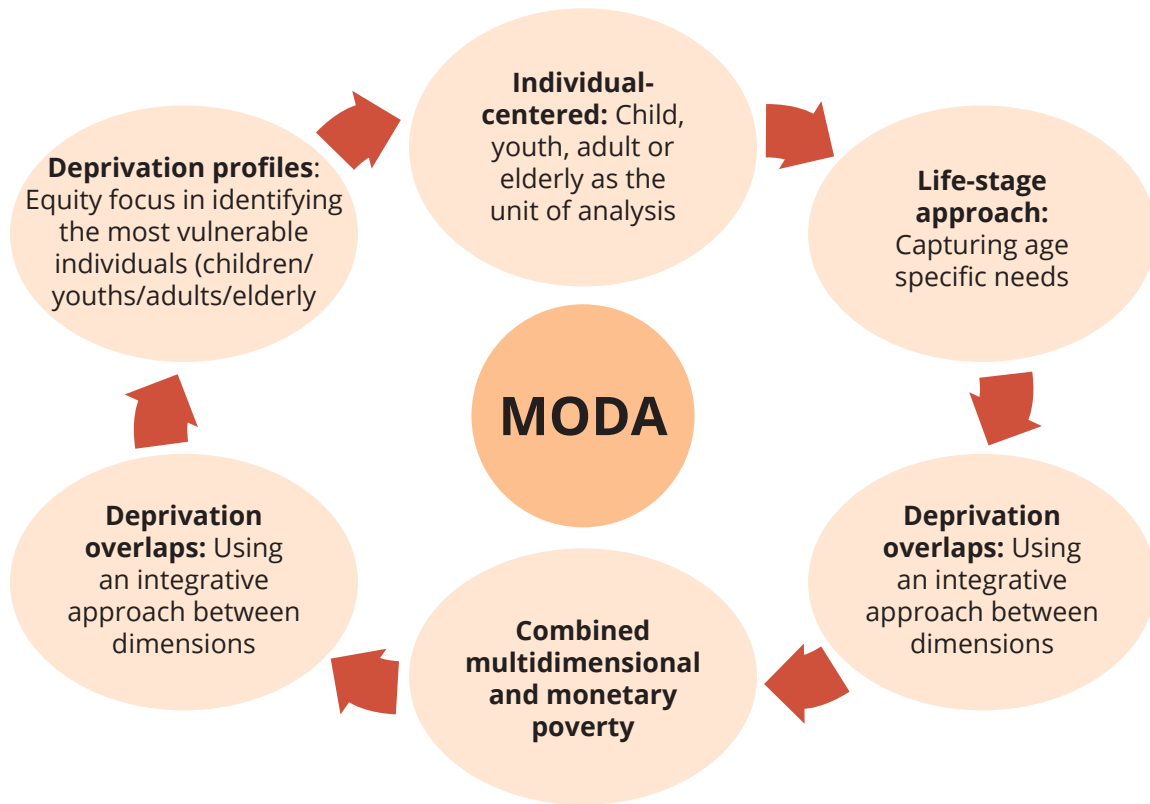 Individual-
centered: Child,
youth, adult or
elderly as the
unit of analysis
Life-stage
approach:
Capturing age
specific needs
Deprivation
overlaps: Using
an integrative
approach between
dimensions
Combined
multidimensional
and monetary
poverty
Deprivation
overlaps: Using
an integrative
approach between
dimensions
Deprivation profiles:
Equity focus in identifying
the most vulnerable
individuals (children/
youths/adults/elderly
MODA